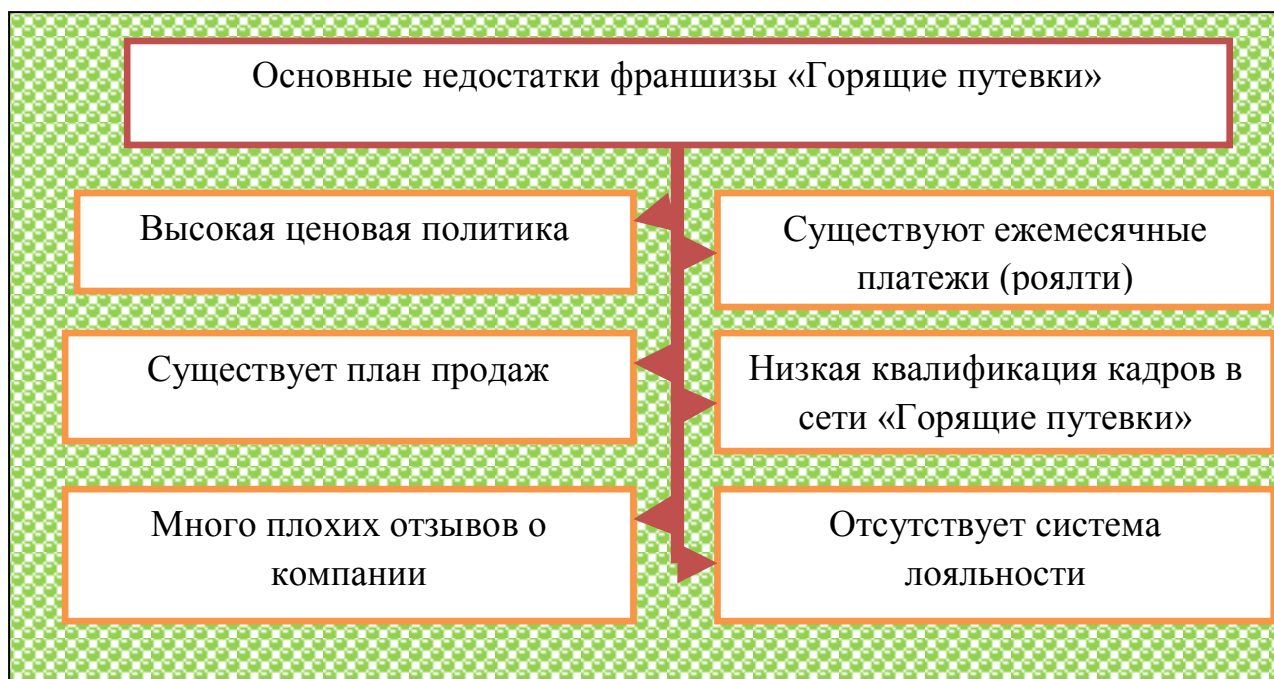 Основные недостатки франшизы «Горящие путевки»
Высокая ценовая политика
Существуют ежемесячные
платежи (роялти)
Существует план продаж
Низкая квалификация кадров в
сети «Горящие путевки»
Много плохих отзывов о
компании
Отсутствует система
лояльности